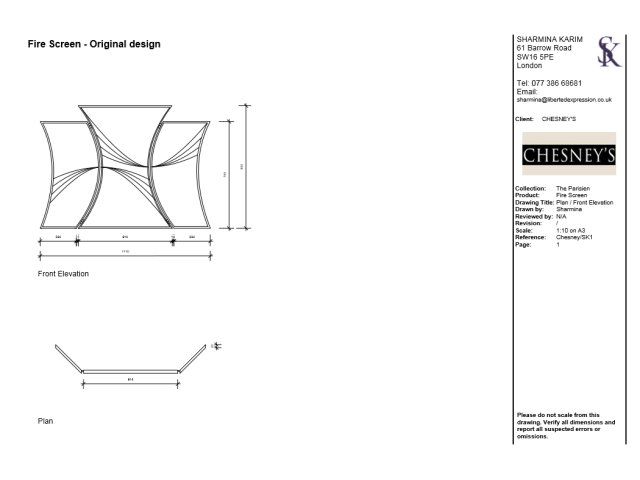 Fire Screen - Original design
Front Elevation
Plan
SHARMINA KARIM
61 Barrow Road
SW16 5PE
London
SK
Tel: 077 386 68681
Email:
sharmina@libertedexpression.co.uk
Client: CHESNEY'S
CHESNEY'S
Collection: The Parisien
Product: Fire Screen
Drawing Title: Plan / Front Elevation
Drawn by: Sharmina
Reviewed by: N/A
Revision: /
Scale: 1:10 on A3
Reference: Chesney/SK1
Page: 1
Please do not scale from this
drawing. Verify all dimensions and
report all suspected errors or
omissions.